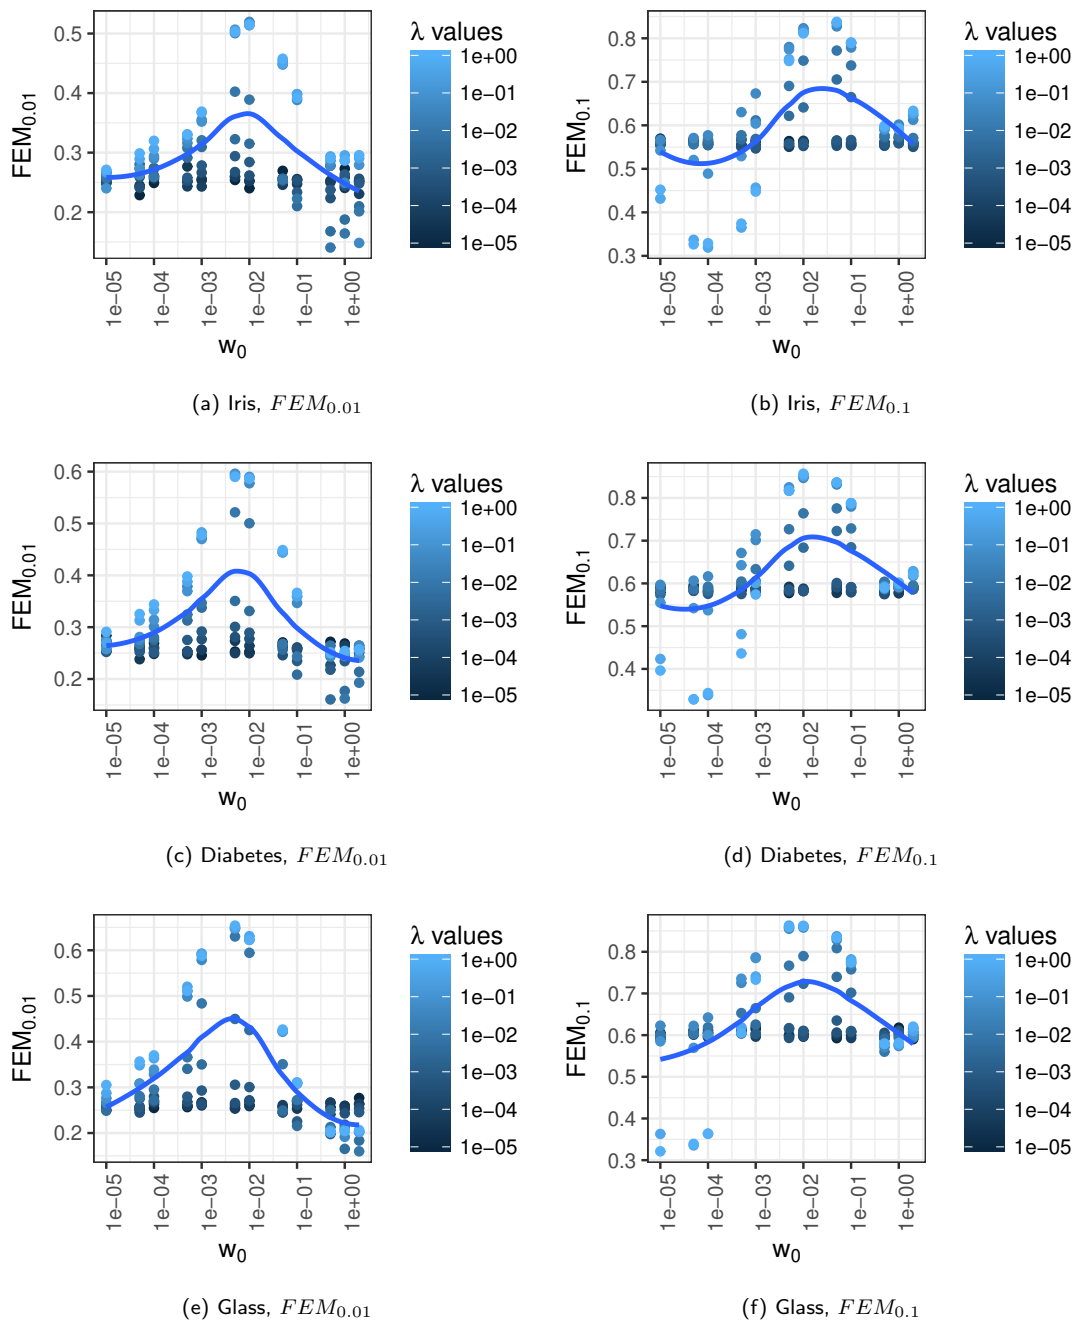 FEM0.01
0.5
0.4
0.3
0.2
1e−05
1e−04
1e−03
1e−02
1e−01
1e+00
w0
λ values
1e+00
1e−01
1e−02
1e−03
1e−04
1e−05
(a) Iris, FEM0.01
FEM0.1
0.8
0.7
0.6
0.5
0.4
0.3
1e−05
1e−04
1e−03
1e−02
1e−01
1e+00
w0
λ values
1e+00
1e−01
1e−02
1e−03
1e−04
1e−05
(b) Iris, FEM0.1
FEM0.01
0.6
0.5
0.4
0.3
0.2
1e−05
1e−04
1e−03
1e−02
1e−01
1e+00
w0
λ values
1e+00
1e−01
1e−02
1e−03
1e−04
1e−05
(c) Diabetes, FEM0.01
FEM0.1
0.8
0.7
0.6
0.5
0.4
1e−05
1e−04
1e−03
1e−02
1e−01
1e+00
w0
λ values
1e+00
1e−01
1e−02
1e−03
1e−04
1e−05
(d) Diabetes, FEM0.1
FEM0.01
0.6
0.5
0.4
0.3
0.2
1e−05
1e−04
1e−03
1e−02
1e−01
1e+00
w0
λ values
1e+00
1e−01
1e−02
1e−03
1e−04
1e−05
(e) Glass, FEM0.01
FEM0.1
0.8
0.7
0.6
0.5
0.4
0.3
1e−05
1e−04
1e−03
1e−02
1e−01
1e+00
w0
λ values
1e+00
1e−01
1e−02
1e−03
1e−04
1e−05
(f) Glass, FEM0.1